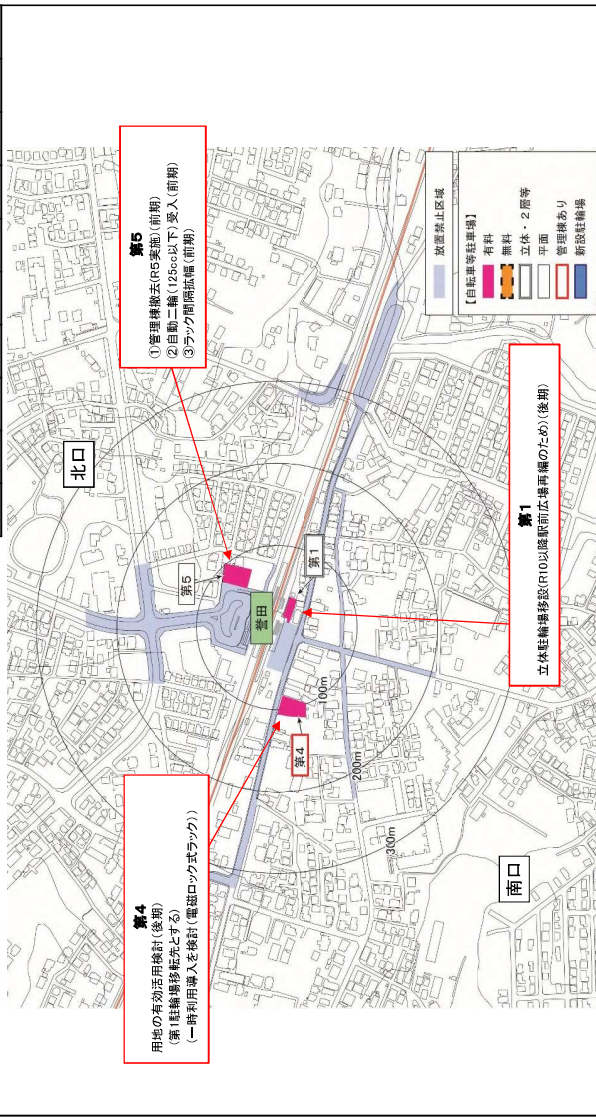 第5
①管理棟撤去(R5実施)(前期)
②自動二輪(125cc以下)受入(前期)
③ラック間隔拡幅(前期)
北口
第5
誉田
第1
第4
100m
200m
300m
南口
第4
用地の有効活用検討(後期)
(第1駐輪場移転先とする)
(一時利用導入を検討(電磁ロック式ラック))
第1
立体駐輪場移設(R10以降駅前広場再編のため)(後期)
放置禁止区域
【自転車等駐車場】
有料
無料
立体・2層等
平面
管理棟あり
新設駐輪場